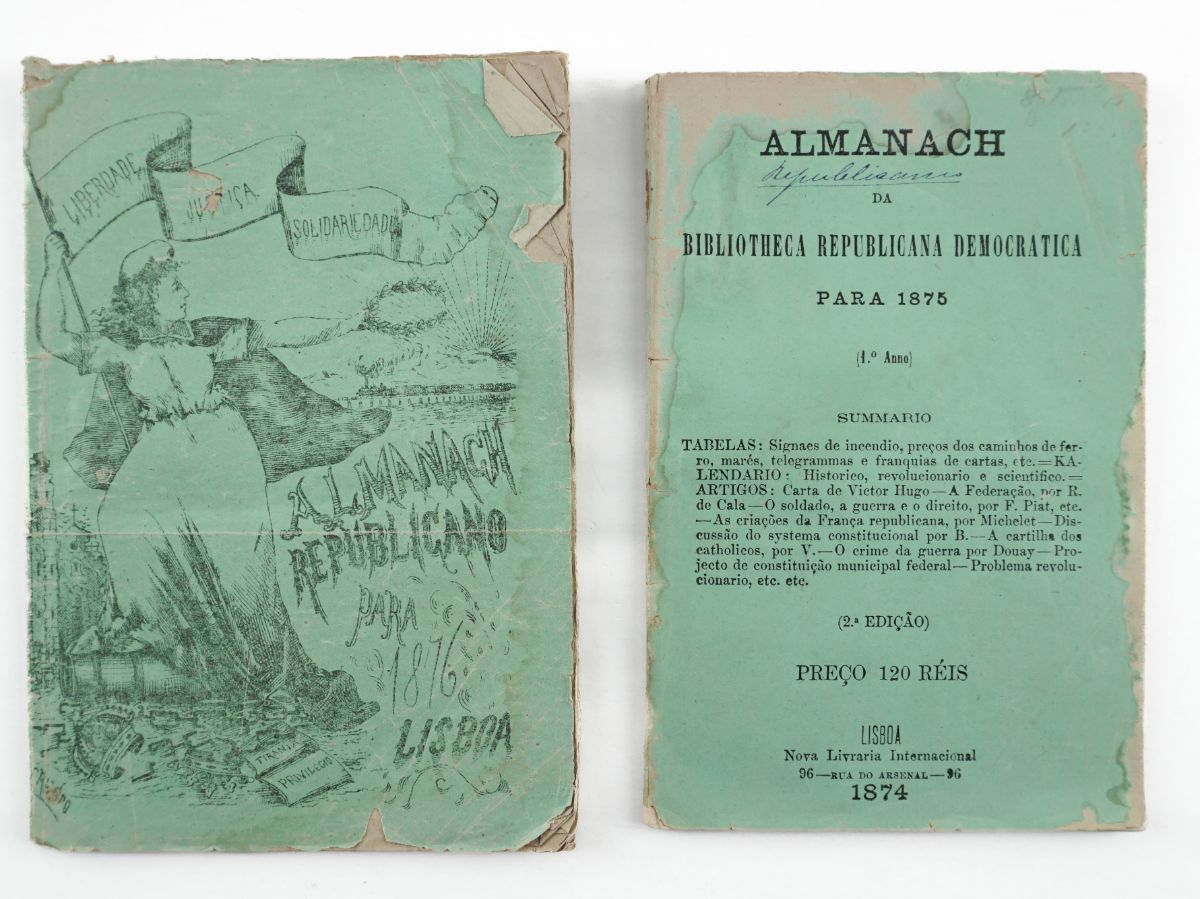 LIBERDADE
JUSTIÇA
SOLIDARIEDADE
ALMANACH
REPUBLICANO
PARA
1876
LISBOA
PRIVILEGIO
ALMANACH
Republicano
DA
BIBLIOTHECA REPUBLICANA DEMOCRATICA
PARA 1875
(1.º Anno)
SUMMARIO
TABELAS: Signaes de incendio, preços dos caminhos de fer-
ro, marés, telegrammas e franquias de cartas, etc.=KA-
LENDARIO: Historico, revolucionario e scientifico.=
ARTIGOS: Carta de Victor Hugo—A Federação, por R.
de Cala—O soldado, a guerra e o direito, por F. Piat, etc.
—As criações da França republicana, por Michelet—Dis-
cussão do systema constitucional por B.—A cartilha dos
catholicos, por V.—O crime da guerra por Douay—Pro-
jecto de constituição municipal federal—Problema revolu-
cionario, etc. etc.
(2.ª EDIÇÃO)
PREÇO 120 RÉIS
LISBOA
Nova Livraria Internacional
96—RUA DO ARSENAL—96
1874